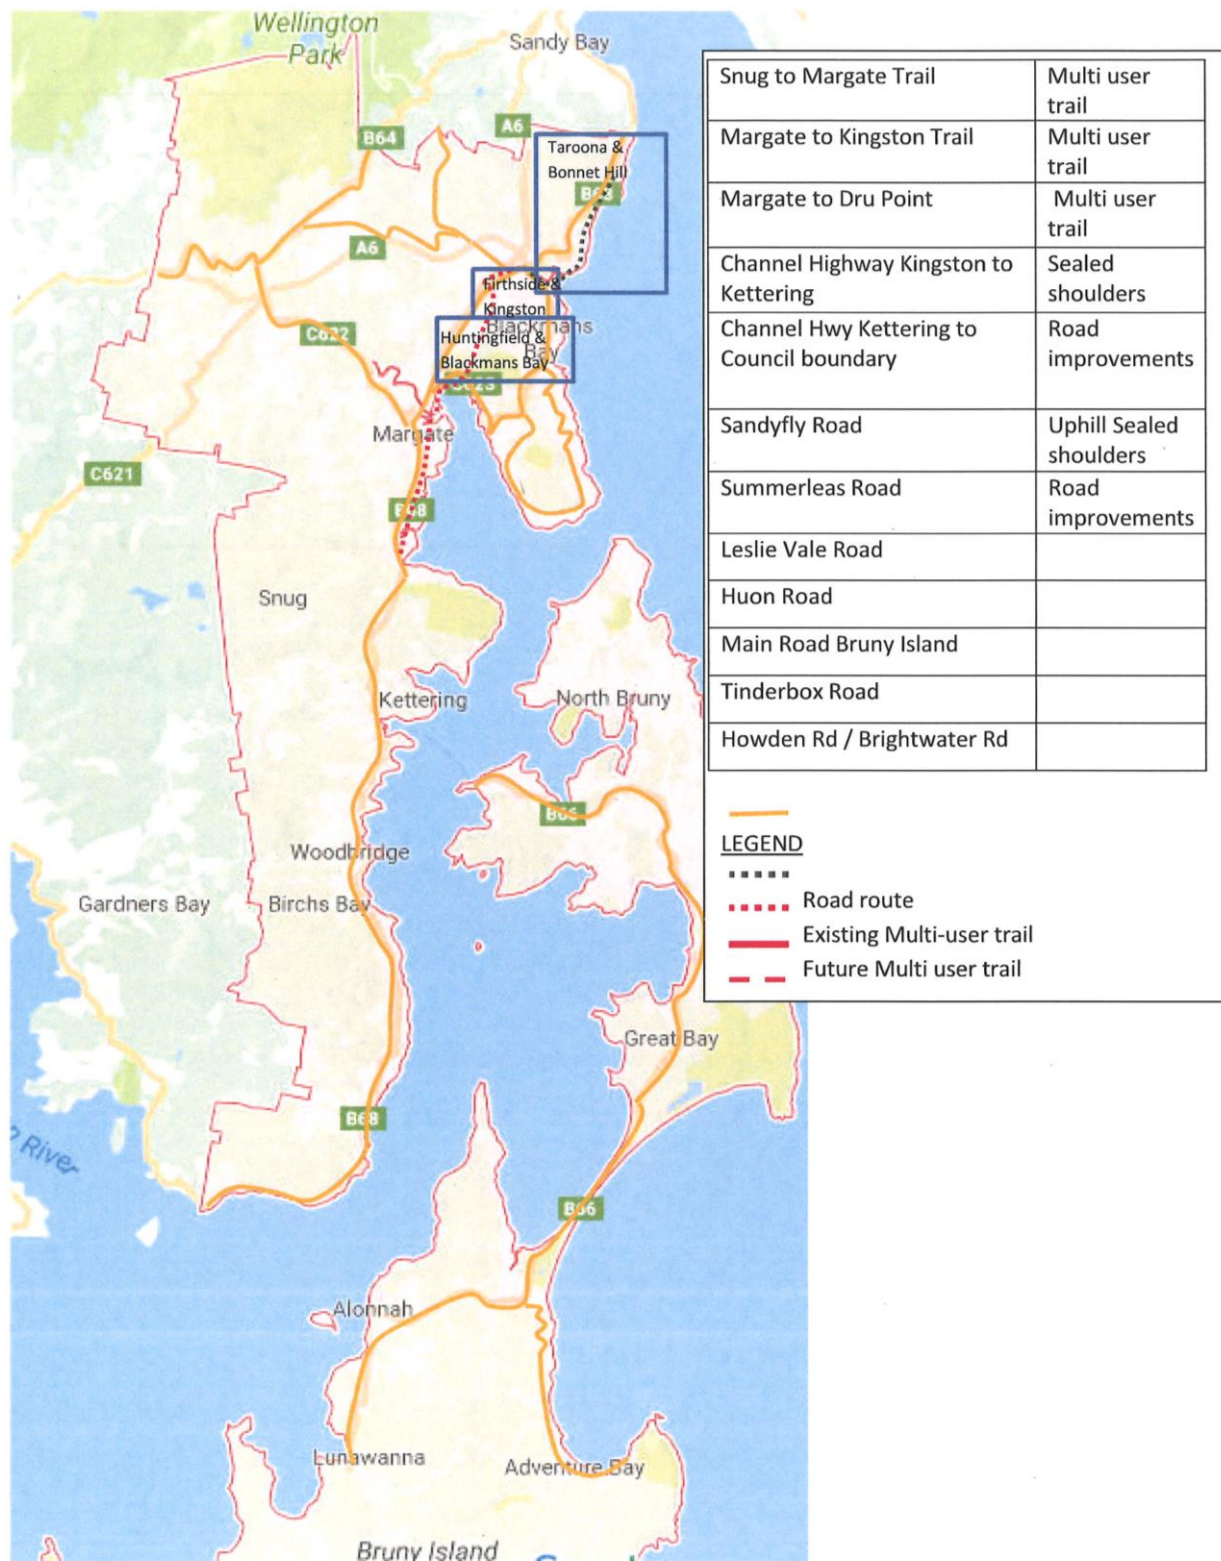 Wellington
Park
Sandy Bay
B64
A6
Taroona &
Bonnet Hill
A6
Firthside &
Kingston
Blackmans
Bay
Huntingfield &
Blackmans Bay
C622
C623
Margate
C621
Snug
Kettering
North Bruny
B66
Woodbridge
Gardners Bay
Birchs Bay
Great Bay
B68
River
B66
Alonnah
Lunawanna
Adventure Bay
Bruny Island
Snug to Margate Trail
Multi user
trail
Margate to Kingston Trail
Multi user
trail
Margate to Dru Point
Multi user
trail
Channel Highway Kingston to
Kettering
Sealed
shoulders
Channel Hwy Kettering to
Council boundary
Road
improvements
Sandyfly Road
Uphill Sealed
shoulders
Summerleas Road
Road
improvements
Leslie Vale Road
Huon Road
Main Road Bruny Island
Tinderbox Road
Howden Rd / Brightwater Rd
LEGEND
Road route
Existing Multi-user trail
Future Multi user trail